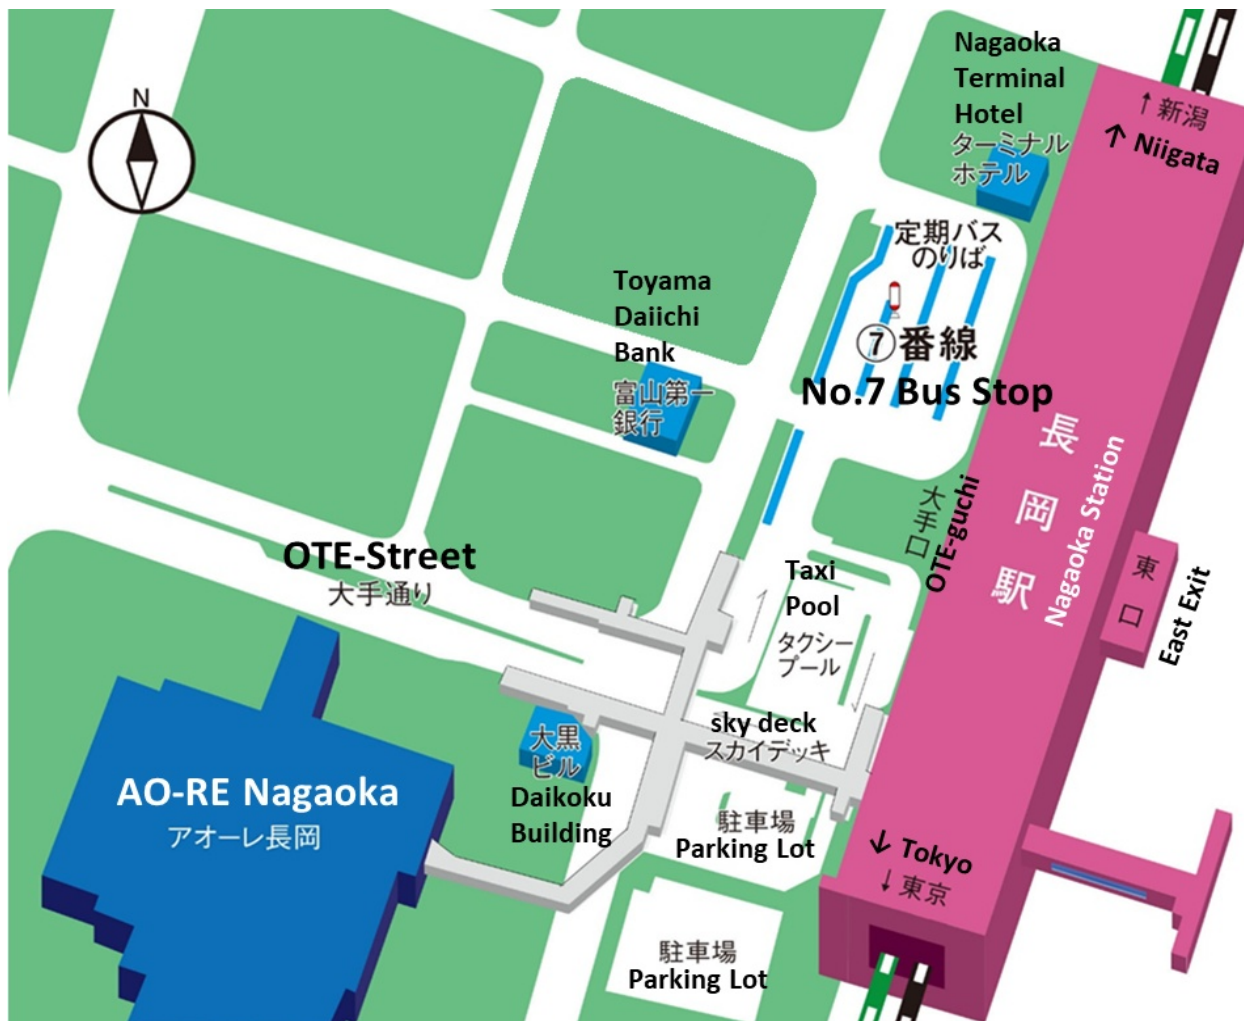 N
Nagaoka
Terminal
Hotel
ターミナル
ホテル
↑新潟
↑ Niigata
定期バス
のりば
⑦番線
No.7 Bus Stop
Toyama
Daiichi
Bank
富山第一
銀行
長岡駅
Nagaoka Station
大手口
OTE-guchi
東口
East Exit
OTE-Street
大手通り
Taxi
Pool
タクシー
プール
sky deck
スカイデッキ
大黒
ビル
Daikoku
Building
AO-RE Nagaoka
アオーレ長岡
駐車場
Parking Lot
↓ Tokyo
↓東京
駐車場
Parking Lot